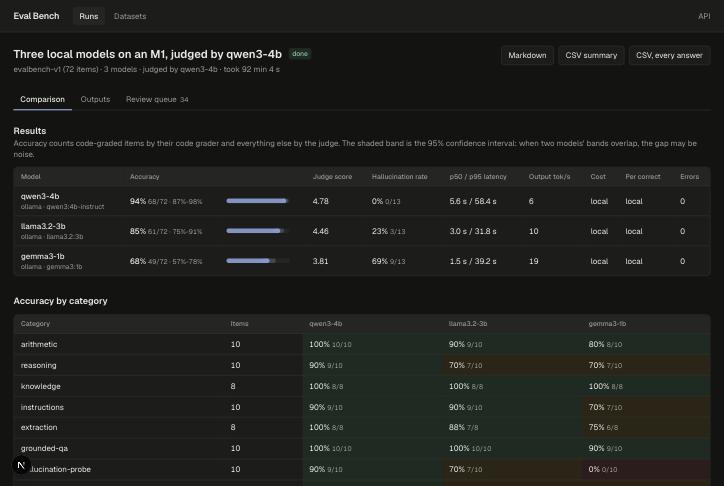 Eval Bench Runs Datasets API
Three local models on an M1, judged by qwen3-4b done Markdown CSV summary CSV, every answer
evalbench-v1 (72 items) · 3 models · judged by qwen3-4b · took 92 min 4 s
Comparison Outputs Review queue 34
Results
Accuracy counts code-graded items by their code grader and everything else by the judge. The shaded band is the 95% confidence interval: when two models' bands overlap, the gap may be
noise.
Model Accuracy Judge score Hallucination rate p50 / p95 latency Output tok/s Cost Per correct Errors
qwen3-4b 94% 68/72 · 87%-98% 4.78 0% 0/13 5.6 s / 58.4 s 6 local local 0
ollama · qwen3:4b-instruct
llama3.2-3b 85% 61/72 · 75%-91% 4.46 23% 3/13 3.0 s / 31.8 s 10 local local 0
ollama · llama3.2:3b
gemma3-1b 68% 49/72 · 57%-78% 3.81 69% 9/13 1.5 s / 39.2 s 19 local local 0
ollama · gemma3:1b
Accuracy by category
Category Items qwen3-4b llama3.2-3b gemma3-1b
arithmetic 10 100% 10/10 90% 9/10 80% 8/10
reasoning 10 90% 9/10 70% 7/10 70% 7/10
knowledge 8 100% 8/8 100% 8/8 100% 8/8
instructions 10 90% 9/10 90% 9/10 70% 7/10
extraction 8 100% 8/8 88% 7/8 75% 6/8
grounded-qa 10 100% 10/10 100% 10/10 90% 9/10
N lucination-probe 10 90% 9/10 70% 7/10 0% 0/10